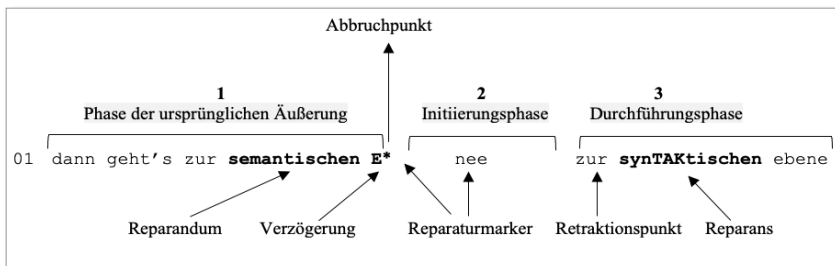 Abbruchpunkt
1 2 3
Phase der ursprünglichen Äußerung Initiierungsphase Durchführungsphase
01 dann geht's zur semantischen E* nee zur synTAKtischen ebene
Reparandum Verzögerung Reparaturmarker Retraktionspunkt Reparans